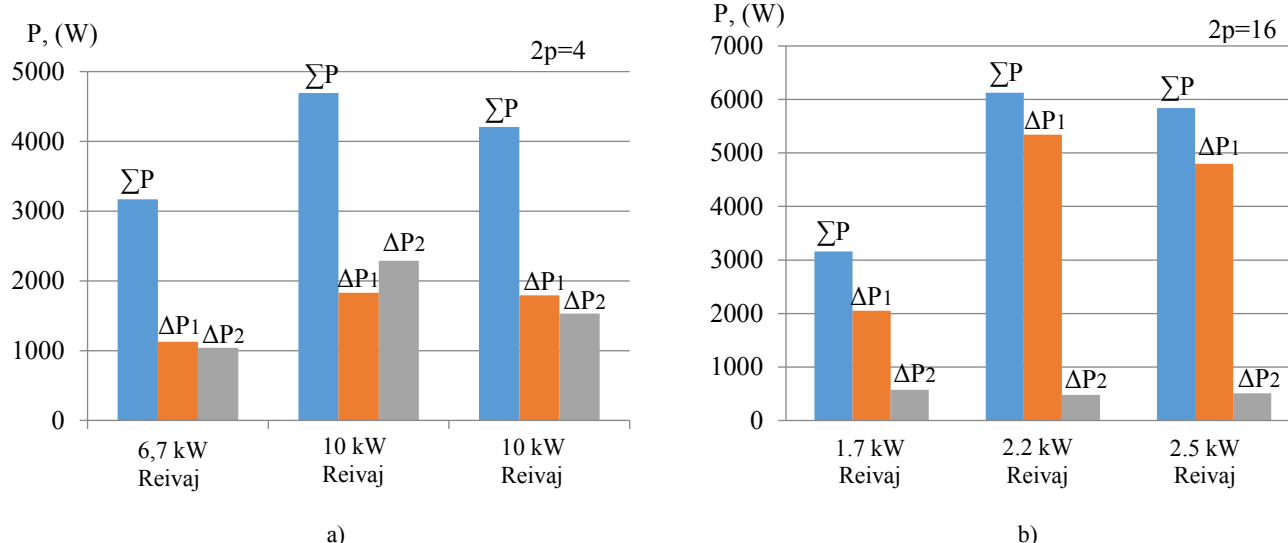 P, (W)
2p=4
5000
4000
3000
2000
1000
0
∑P
ΔP1
ΔP2
∑P
ΔP1
ΔP2
∑P
ΔP1
ΔP2
6,7 kW
Reivaj
10 kW
Reivaj
10 kW
Reivaj
a)
P, (W)
2p=16
7000
6000
5000
4000
3000
2000
1000
0
∑P
ΔP1
ΔP2
∑P
ΔP1
ΔP2
∑P
ΔP1
ΔP2
1.7 kW
Reivaj
2.2 kW
Reivaj
2.5 kW
Reivaj
b)